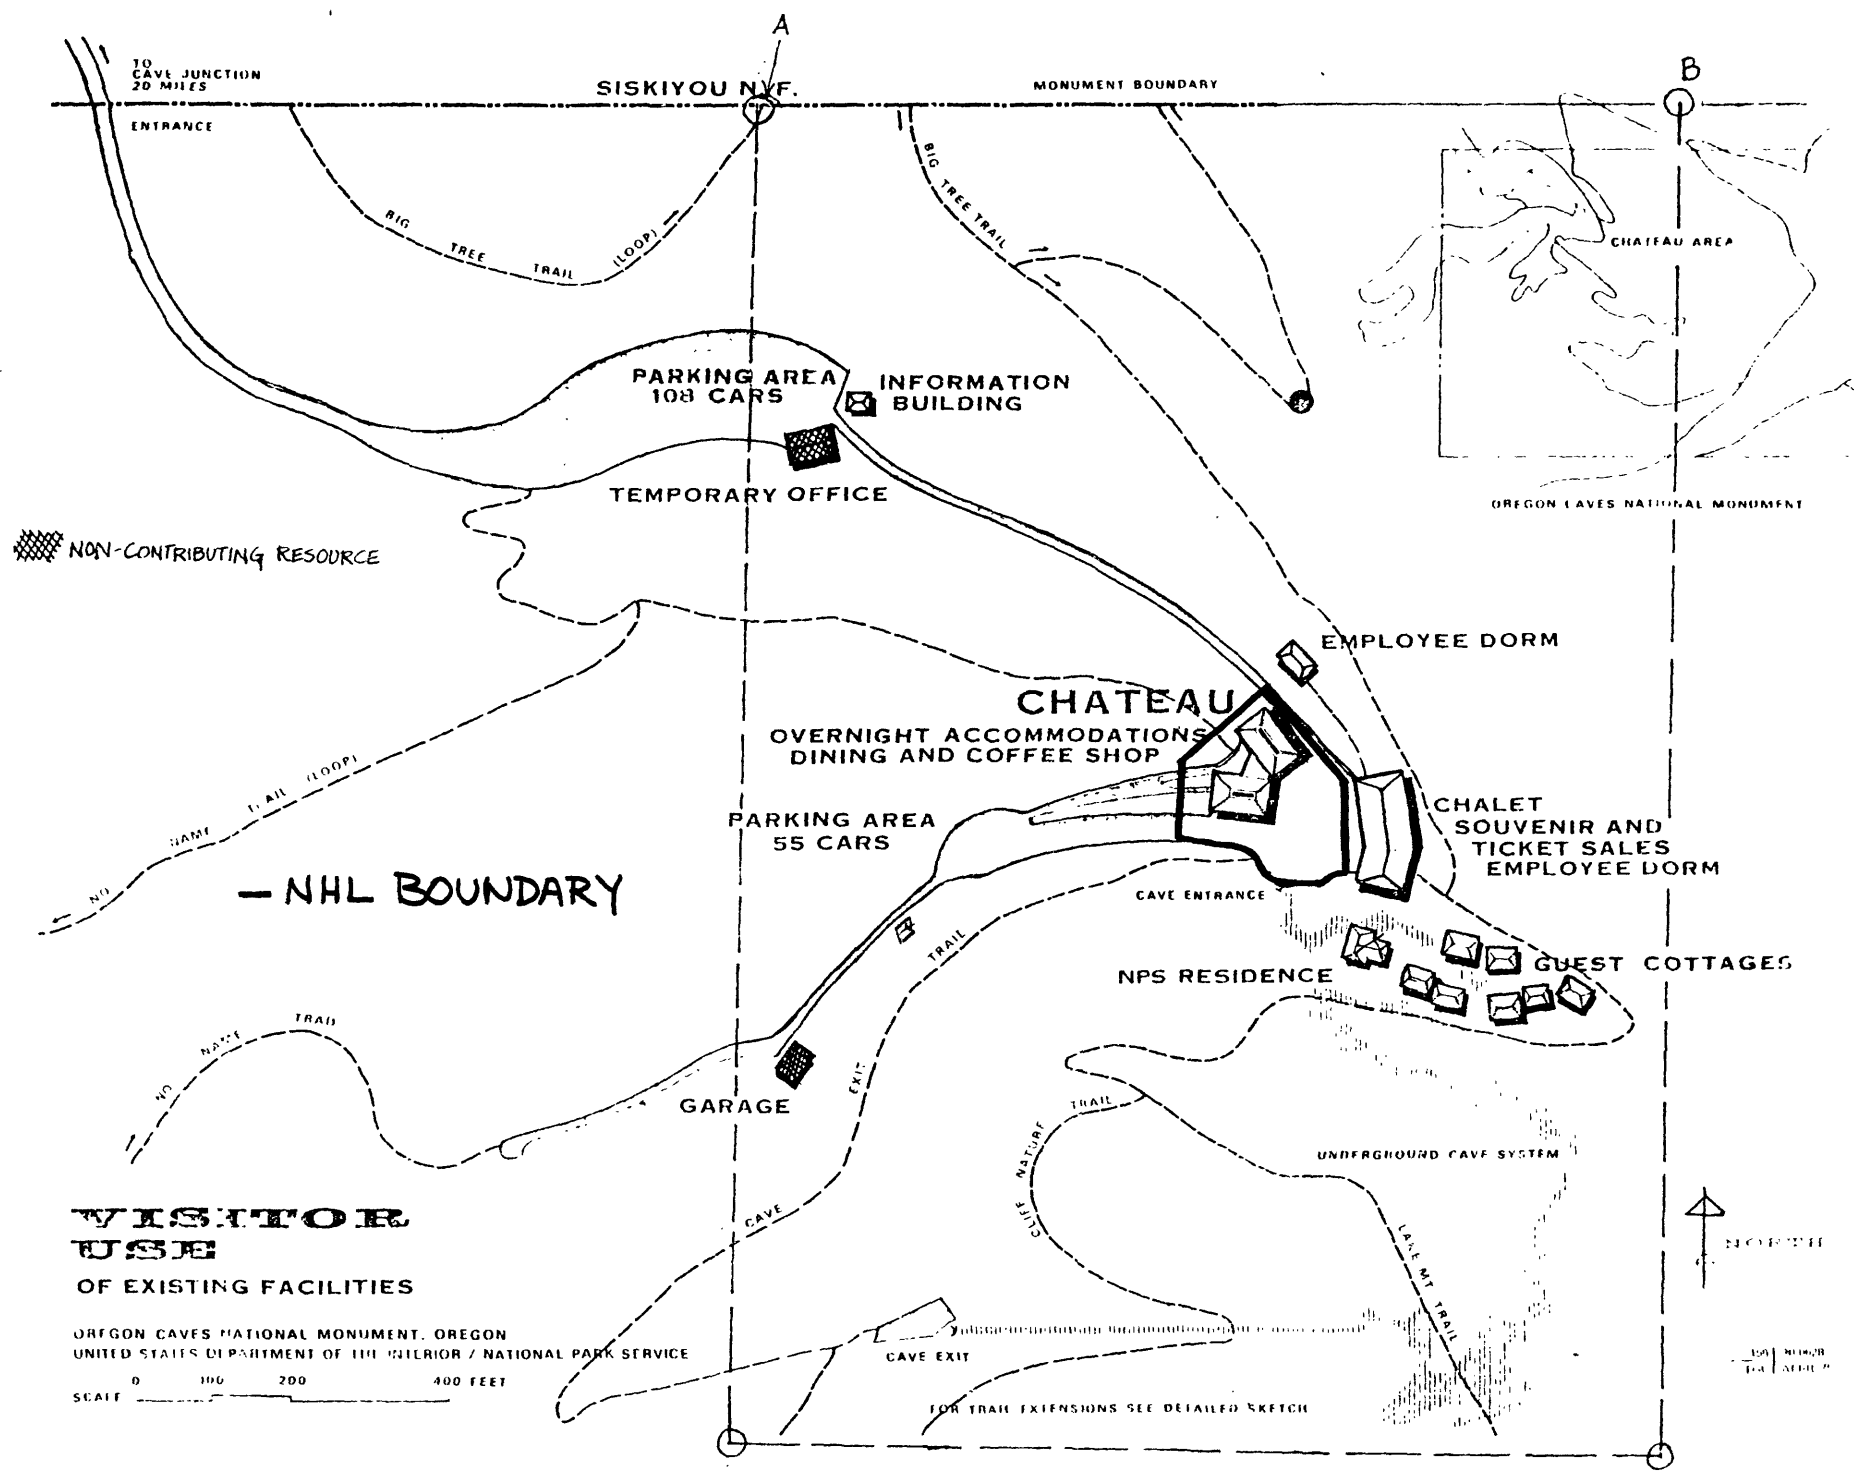 A
B
TO
CAVE JUNCTION
20 MILES
SISKIYOU N.F.
MONUMENT BOUNDARY
ENTRANCE
BIG TREE TRAIL (LOOP)
BIG TREE TRAIL
CHATEAU AREA
PARKING AREA
108 CARS
INFORMATION
BUILDING
TEMPORARY OFFICE
OREGON CAVES NATIONAL MONUMENT
NON-CONTRIBUTING RESOURCE
EMPLOYEE DORM
CHATEAU
OVERNIGHT ACCOMMODATIONS
DINING AND COFFEE SHOP
NO NAME TRAIL (LOOP)
PARKING AREA
55 CARS
CHALET
SOUVENIR AND
TICKET SALES
EMPLOYEE DORM
— NHL BOUNDARY
CAVE ENTRANCE
CAVE EXIT TRAIL
NPS RESIDENCE
GUEST COTTAGES
NO NAME TRAIL
GARAGE
CLIFF NATURE TRAIL
UNDERGROUND CAVE SYSTEM
LAKE MT TRAIL
NORTH
VISITOR
USE
OF EXISTING FACILITIES
OREGON CAVES NATIONAL MONUMENT, OREGON
UNITED STATES DEPARTMENT OF THE INTERIOR / NATIONAL PARK SERVICE
0 100 200 400 FEET
SCALE
CAVE EXIT
FOR TRAIL EXTENSIONS SEE DETAILED SKETCH